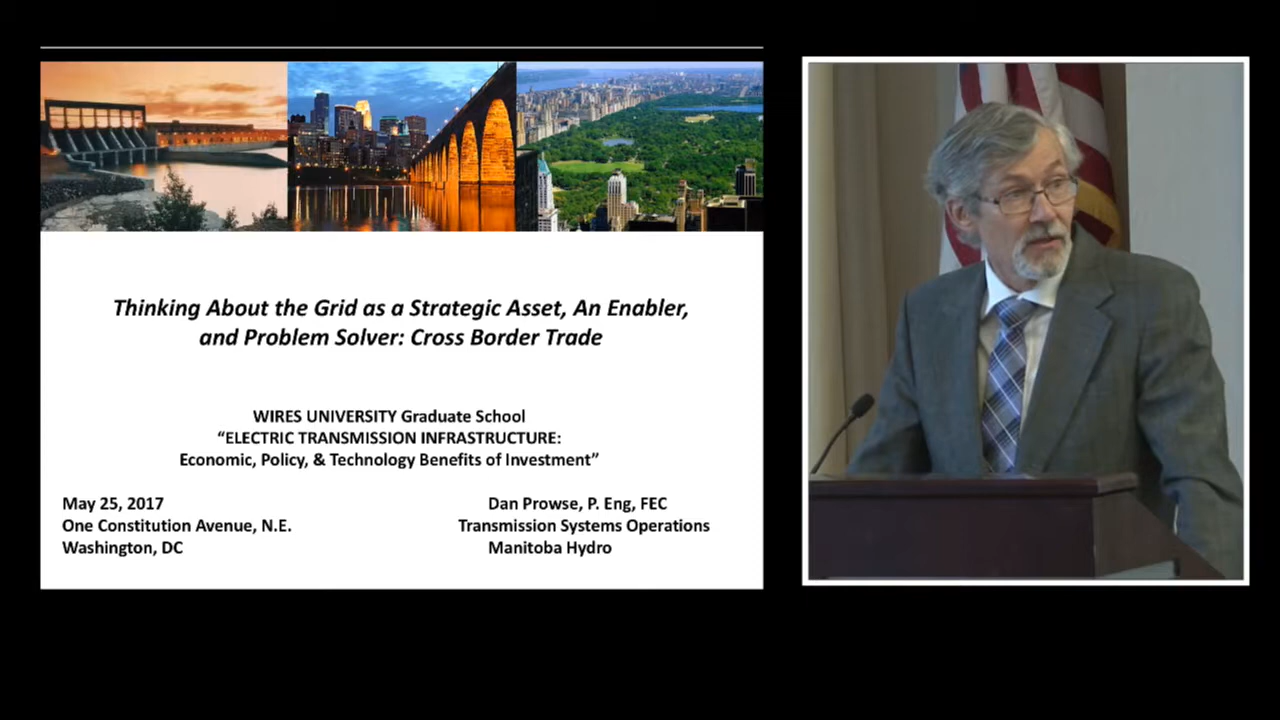 Thinking About the Grid as a Strategic Asset, An Enabler,
and Problem Solver: Cross Border Trade
WIRES UNIVERSITY Graduate School
“ELECTRIC TRANSMISSION INFRASTRUCTURE:
Economic, Policy, & Technology Benefits of Investment”
May 25, 2017
One Constitution Avenue, N.E.
Washington, DC
Dan Prowse, P. Eng, FEC
Transmission Systems Operations
Manitoba Hydro